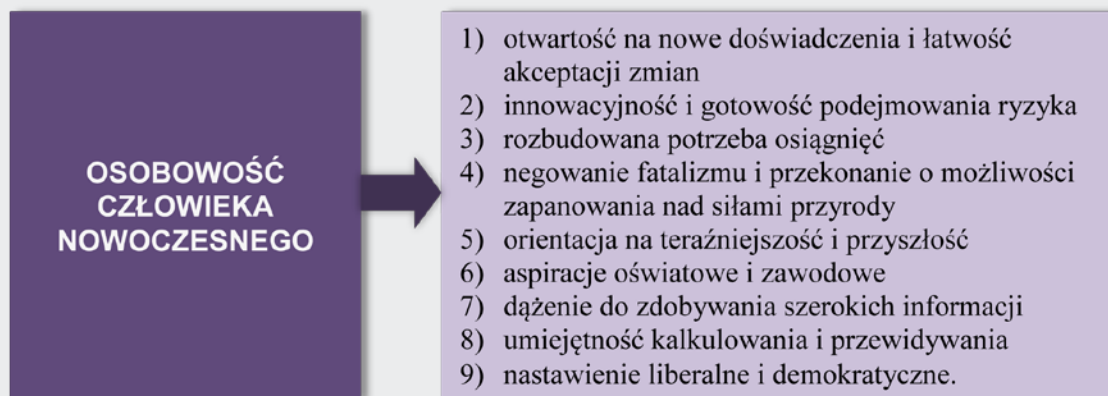 OSOBOWOŚĆ
CZŁOWIEKA
NOWOCZESNEGO
1) otwartość na nowe doświadczenia i łatwość
akceptacji zmian
2) innowacyjność i gotowość podejmowania ryzyka
3) rozbudowana potrzeba osiągnięć
4) negowanie fatalizmu i przekonanie o możliwości
zapanowania nad siłami przyrody
5) orientacja na teraźniejszość i przyszłość
6) aspiracje oświatowe i zawodowe
7) dążenie do zdobywania szerokich informacji
8) umiejętność kalkulowania i przewidywania
9) nastawienie liberalne i demokratyczne.